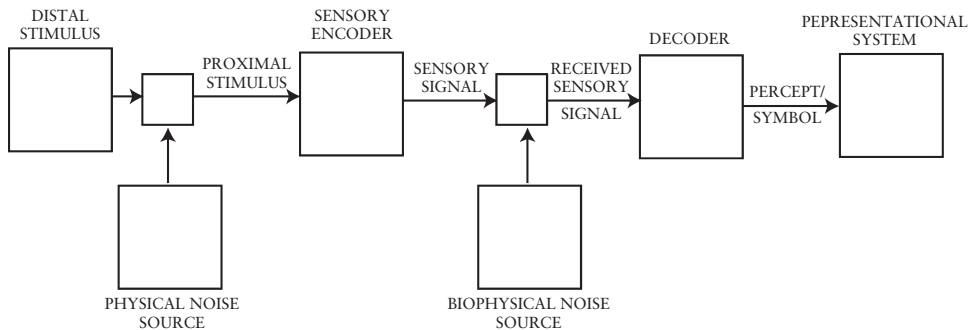 DISTAL
STIMULUS
PROXIMAL
STIMULUS
SENSORY
ENCODER
SENSORY
SIGNAL
RECEIVED
SENSORY
SIGNAL
DECODER
PERCEPT/
SYMBOL
PEPRESENTATIONAL
SYSTEM
PHYSICAL NOISE
SOURCE
BIOPHYSICAL NOISE
SOURCE